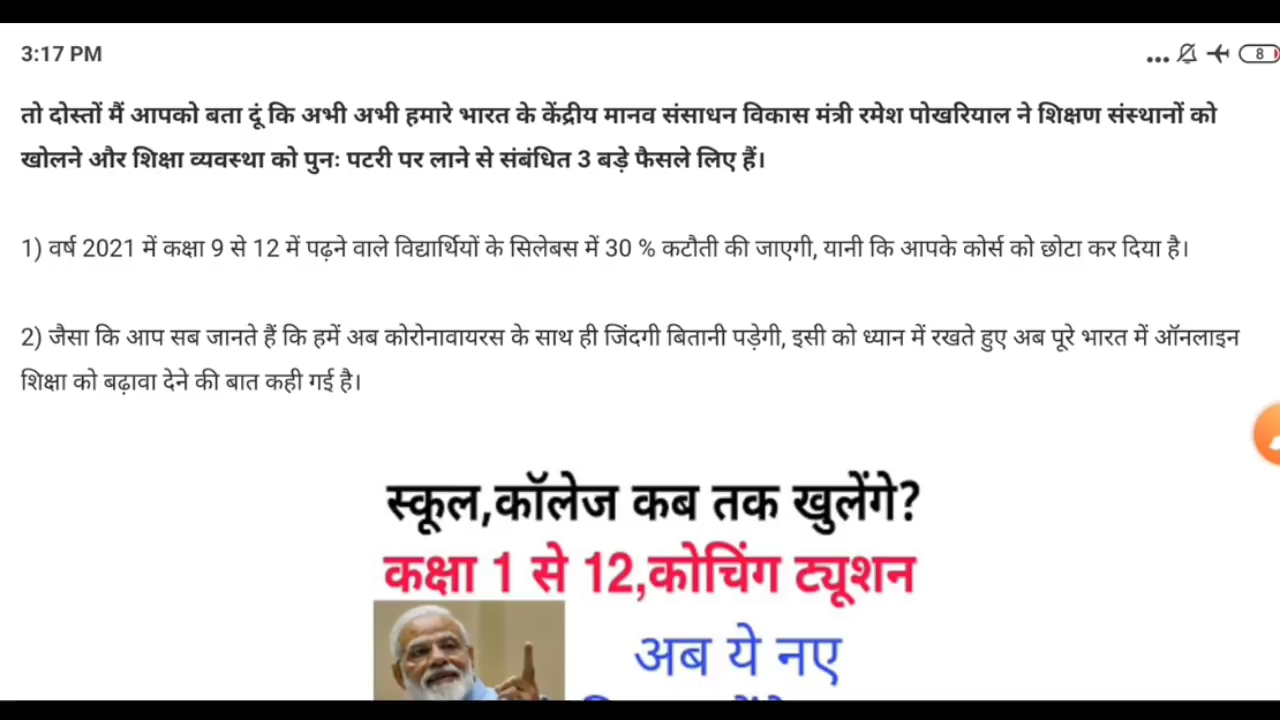 3:17 PM
8
तो दोस्तों मैं आपको बता दूं कि अभी अभी हमारे भारत के केंद्रीय मानव संसाधन विकास मंत्री रमेश पोखरियाल ने शिक्षण संस्थानों को
खोलने और शिक्षा व्यवस्था को पुनः पटरी पर लाने से संबंधित 3 बड़े फैसले लिए हैं।
1) वर्ष 2021 में कक्षा 9 से 12 में पढ़ने वाले विद्यार्थियों के सिलेबस में 30 % कटौती की जाएगी, यानी कि आपके कोर्स को छोटा कर दिया है।
2) जैसा कि आप सब जानते हैं कि हमें अब कोरोनावायरस के साथ ही जिंदगी बितानी पड़ेगी, इसी को ध्यान में रखते हुए अब पूरे भारत में ऑनलाइन
शिक्षा को बढ़ावा देने की बात कही गई है।
स्कूल,कॉलेज कब तक खुलेंगे?
कक्षा 1 से 12,कोचिंग ट्यूशन
अब ये नए